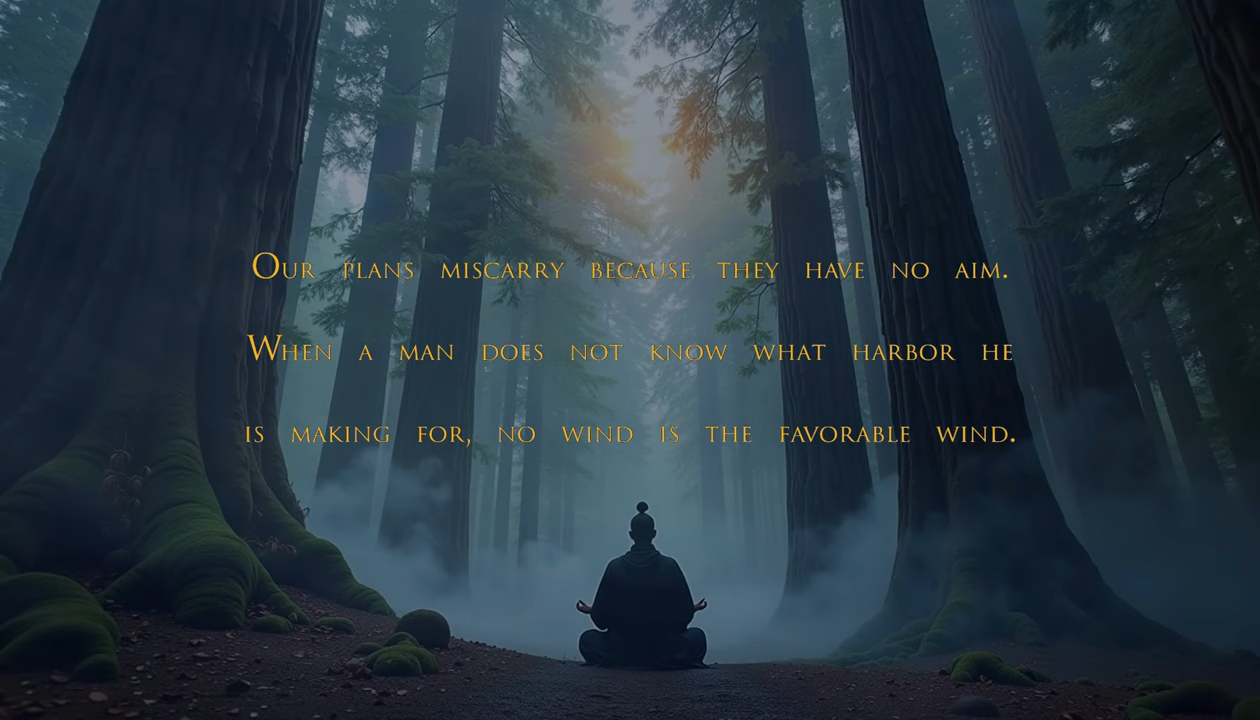 Our plans miscarry because they have no aim.
When a man does not know what harbor he
is making for, no wind is the favorable wind.